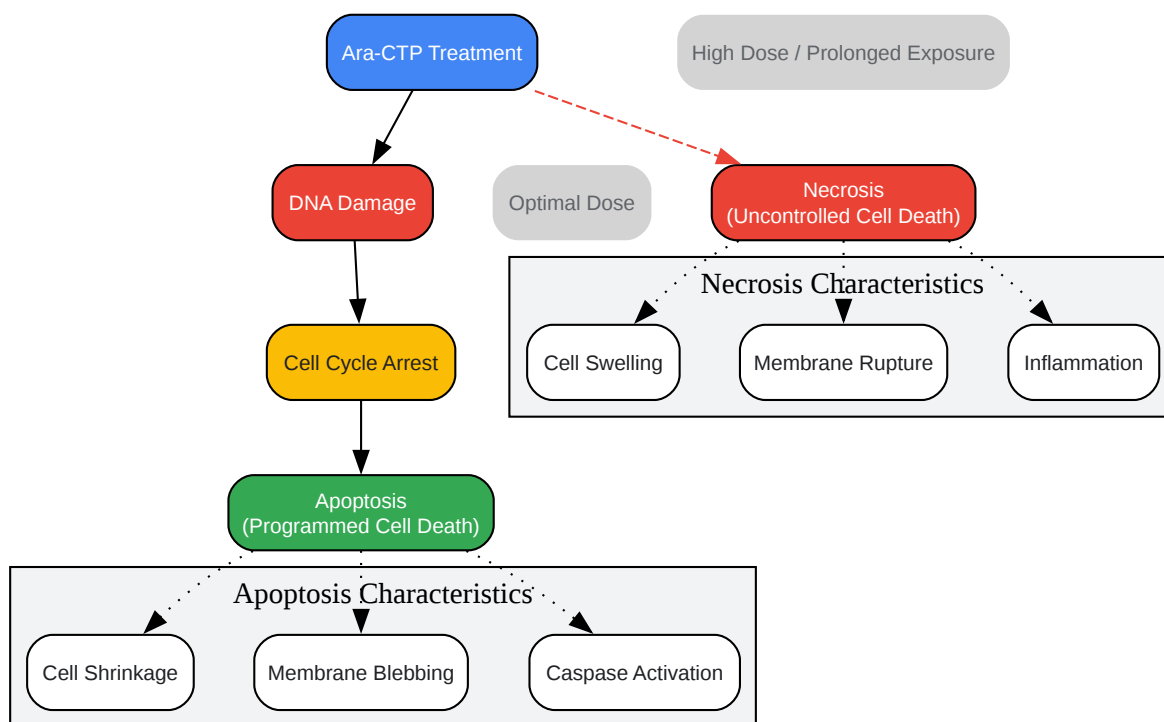 Ara-CTP Treatment
High Dose / Prolonged Exposure
DNA Damage
Optimal Dose
Necrosis
(Uncontrolled Cell Death)
Necrosis Characteristics
Cell Cycle Arrest
Cell Swelling
Membrane Rupture
Inflammation
Apoptosis
(Programmed Cell Death)
Apoptosis Characteristics
Cell Shrinkage
Membrane Blebbing
Caspase Activation